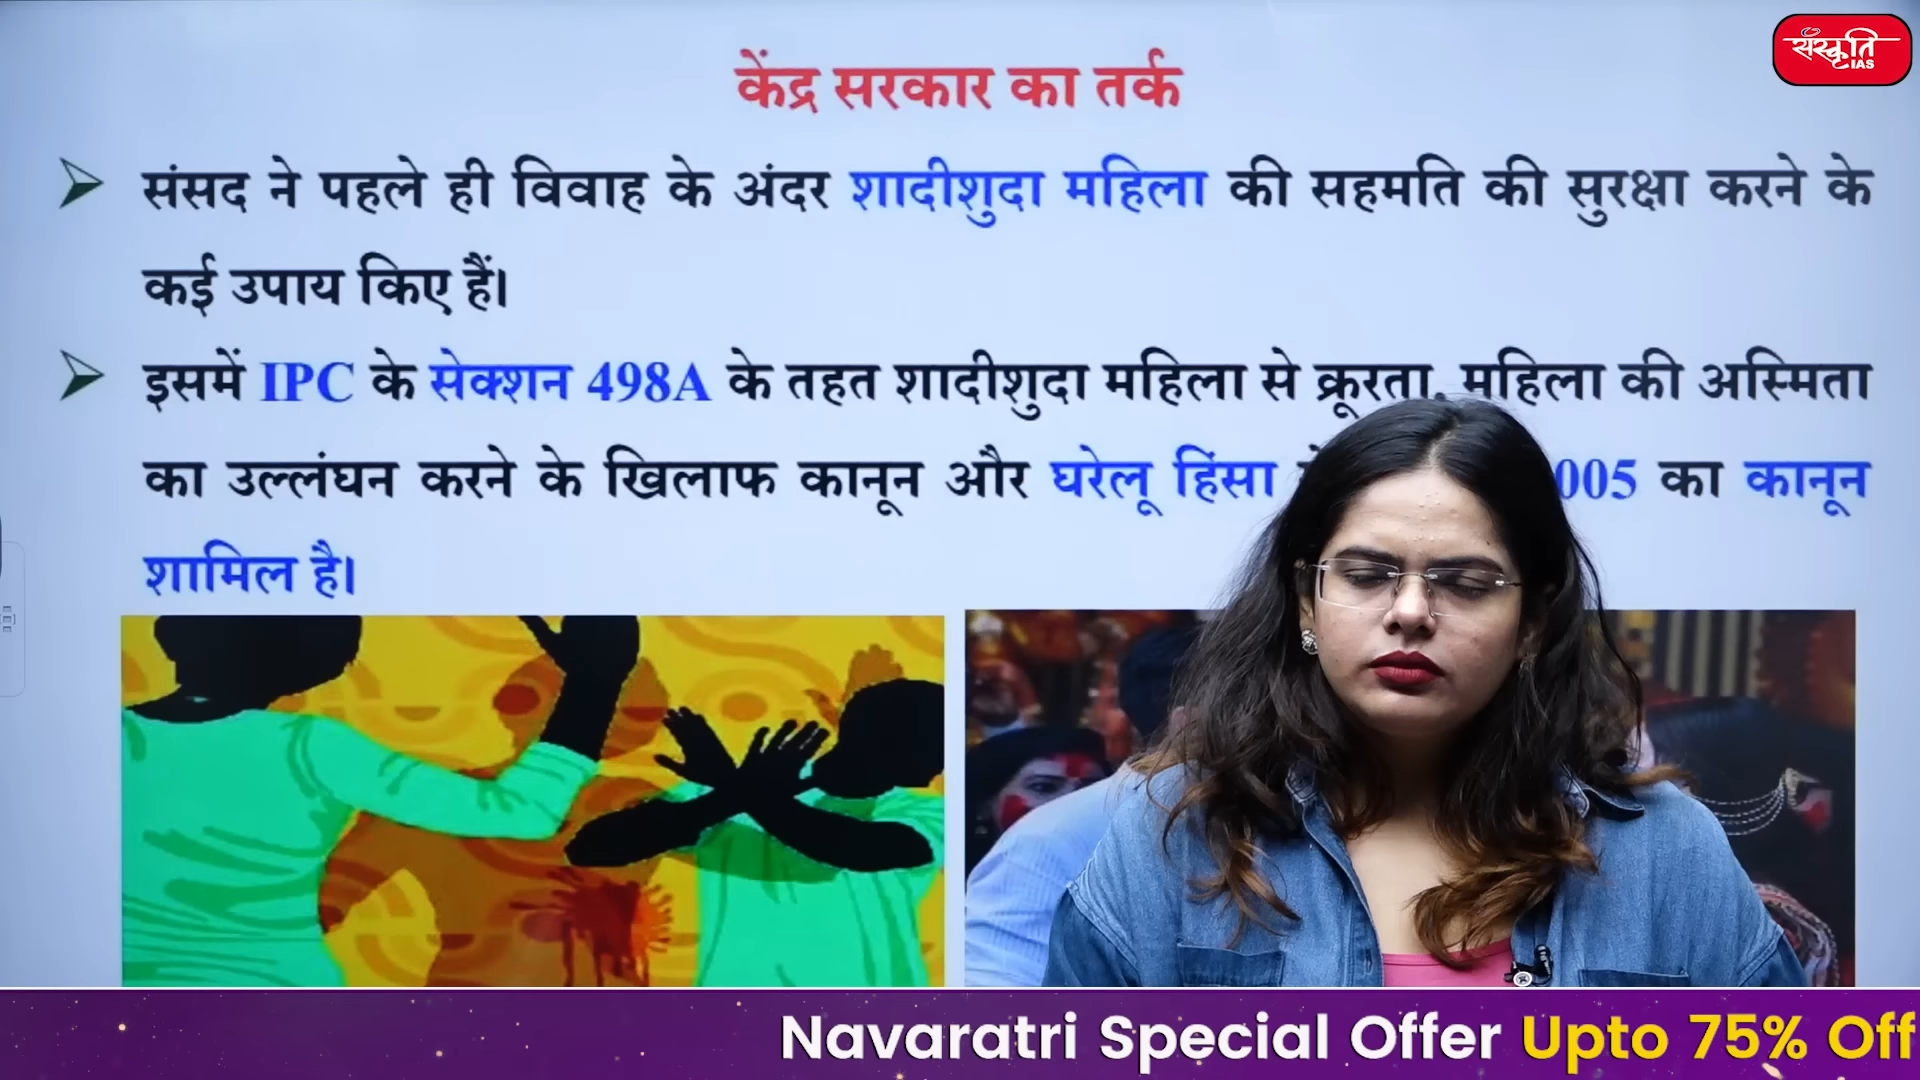 संस्कृति
IAS
केंद्र सरकार का तर्क
संसद ने पहले ही विवाह के अंदर शादीशुदा महिला की सहमति की सुरक्षा करने के
कई उपाय किए हैं।
इसमें IPC के सेक्शन 498A के तहत शादीशुदा महिला से क्रूरता, महिला की अस्मिता
का उल्लंघन करने के खिलाफ कानून और घरेलू हिंसा 005 का कानून
शामिल है।
Navaratri Special Offer Upto 75% Off